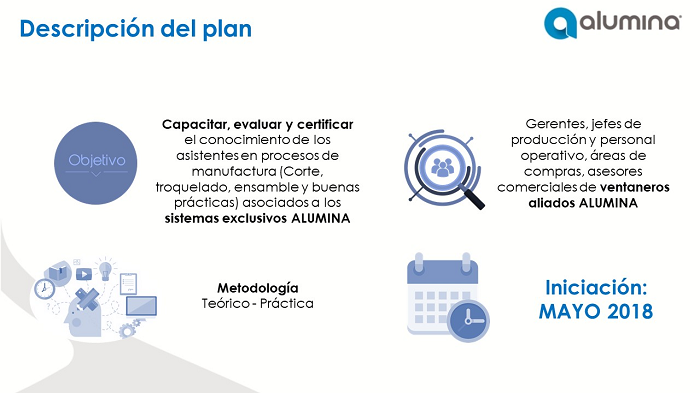 Descripción del plan
alumina
Objetivo
Capacitar, evaluar y certificar
el conocimiento de los
asistentes en procesos de
manufactura (Corte,
troquelado, ensamble y buenas
prácticas) asociados a los
sistemas exclusivos ALUMINA
Gerentes, jefes de
producción y personal
operativo, áreas de
compras, asesores
comerciales de ventaneros
aliados ALUMINA
Metodología
Teórico - Práctica
Iniciación:
MAYO 2018